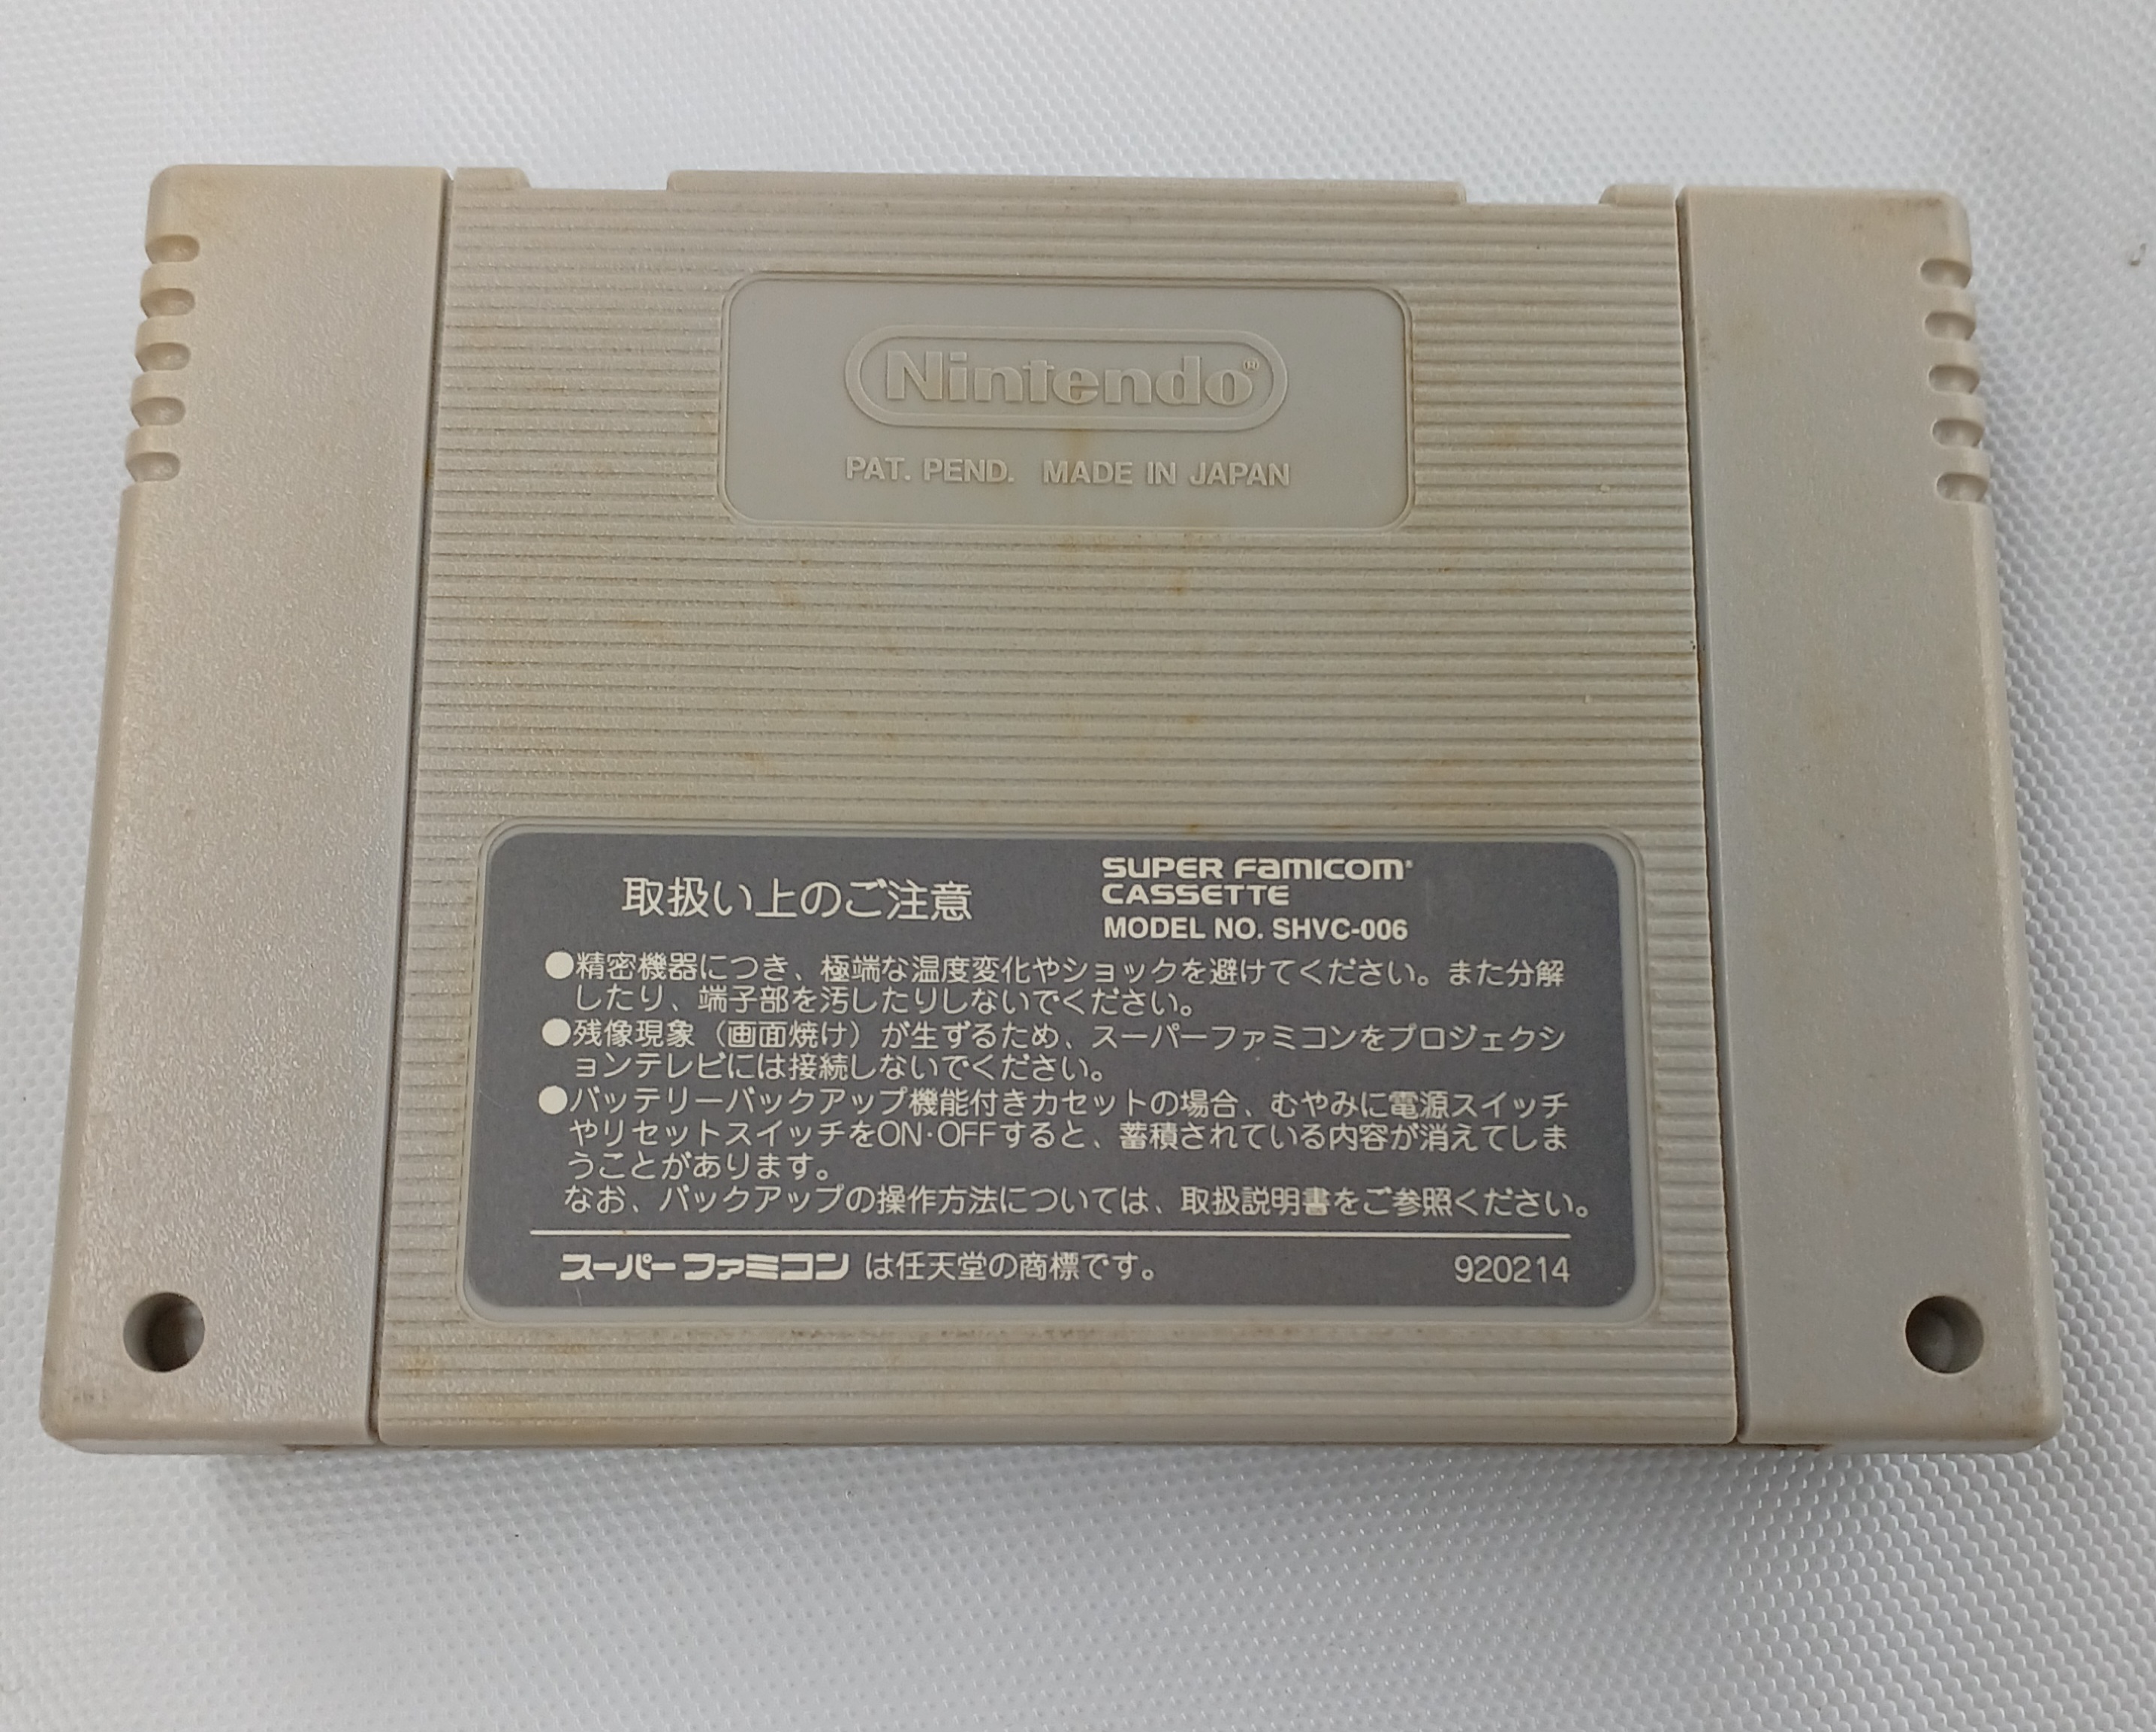 Nintendo®
PAT. PEND. MADE IN JAPAN
取扱い上のご注意
SUPER FAMICOM®
CASSETTE
MODEL NO. SHVC-006
●精密機器につき、極端な温度変化やショックを避けてください。また分解
したり、端子部を汚したりしないでください。
●残像現象（画面焼け）が生ずるため、スーパーファミコンをプロジェクシ
ョンテレビには接続しないでください。
●バッテリーバックアップ機能付きカセットの場合、むやみに電源スイッチ
やリセットスイッチをON·OFFすると、蓄積されている内容が消えてしま
うことがあります。
なお、バックアップの操作方法については、取扱説明書をご参照ください。
スーパーファミコン は任天堂の商標です。
920214